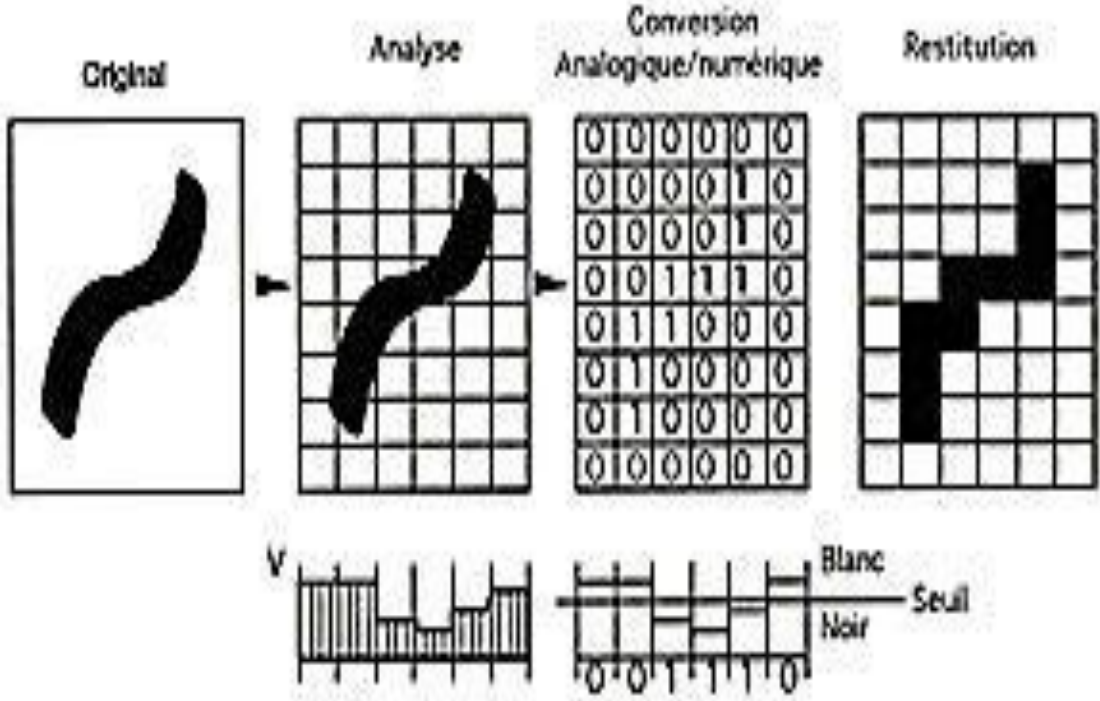 Original
Analyse
Conversion
Analogique/numérique
Restitution
0 0 0 0 0 0
0 0 0 0 1 0
0 0 0 0 1 0
0 0 1 1 1 0
0 1 1 0 0 0
0 1 0 0 0 0
0 1 0 0 0 0
0 0 0 0 0 0
V
Blanc
Seuil
Noir
0 0 1 1 1 0